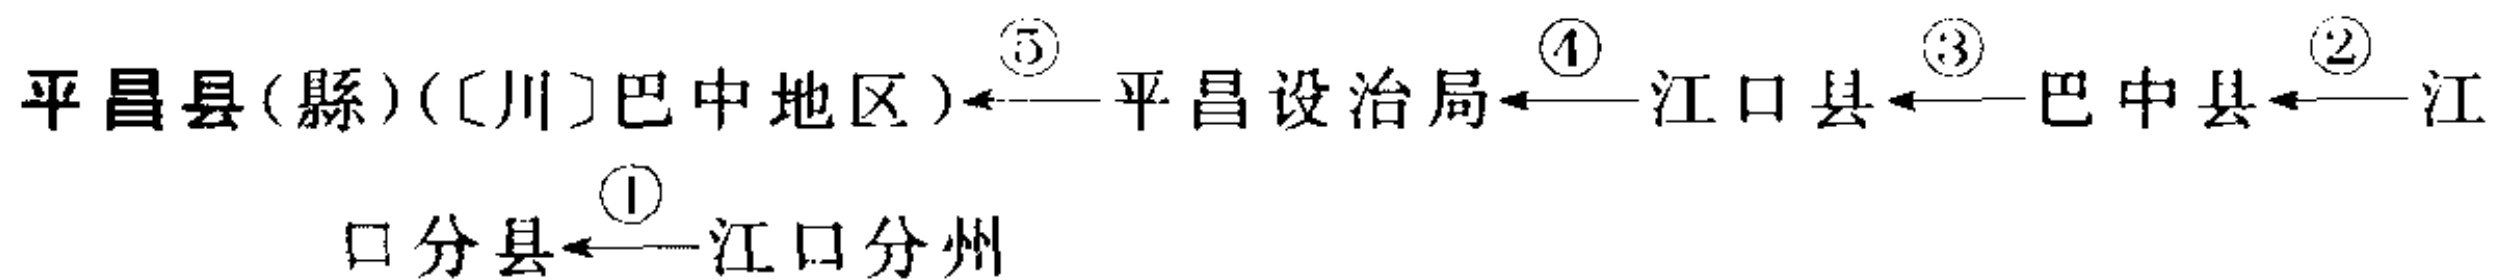 平昌县(縣)(〔川〕巴中地区)←⑤平昌设治局←④江口县←③巴中县←②江
口分县←①江口分州